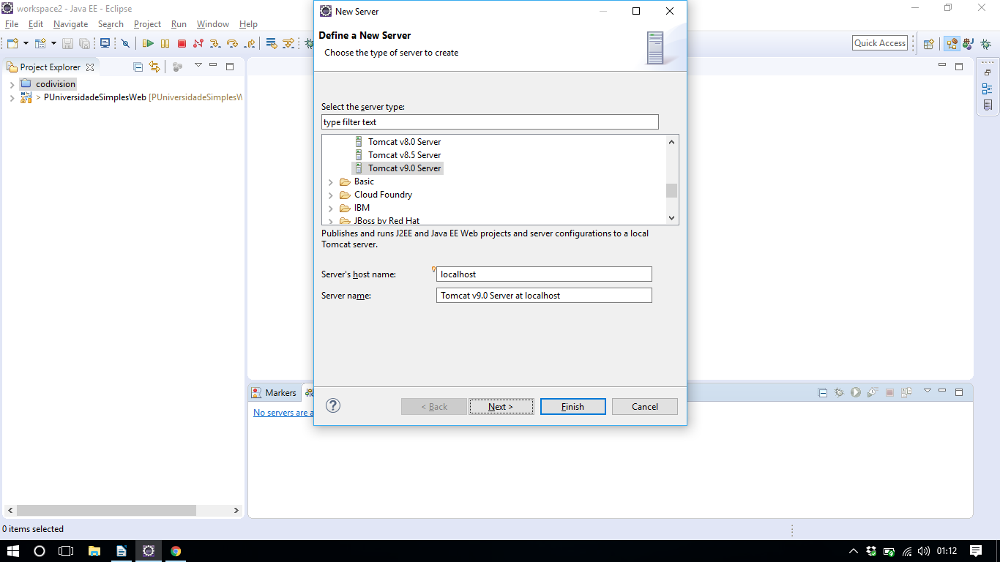 workspace2 - Java EE - Eclipse
File Edit Navigate Search Project Run Window Help
Quick Access
Project Explorer
codivision
> PUniversidadeSimplesWeb [PUniversidadeSimplesW
New Server
Define a New Server
Choose the type of server to create
Select the server type:
type filter text
Tomcat v8.0 Server
Tomcat v8.5 Server
Tomcat v9.0 Server
Basic
Cloud Foundry
IBM
JBoss by Red Hat
Publishes and runs J2EE and Java EE Web projects and server configurations to a local
Tomcat server.
Server's host name:
localhost
Server name:
Tomcat v9.0 Server at localhost
< Back Next > Finish Cancel
Markers
No servers are a
0 items selected
01:12